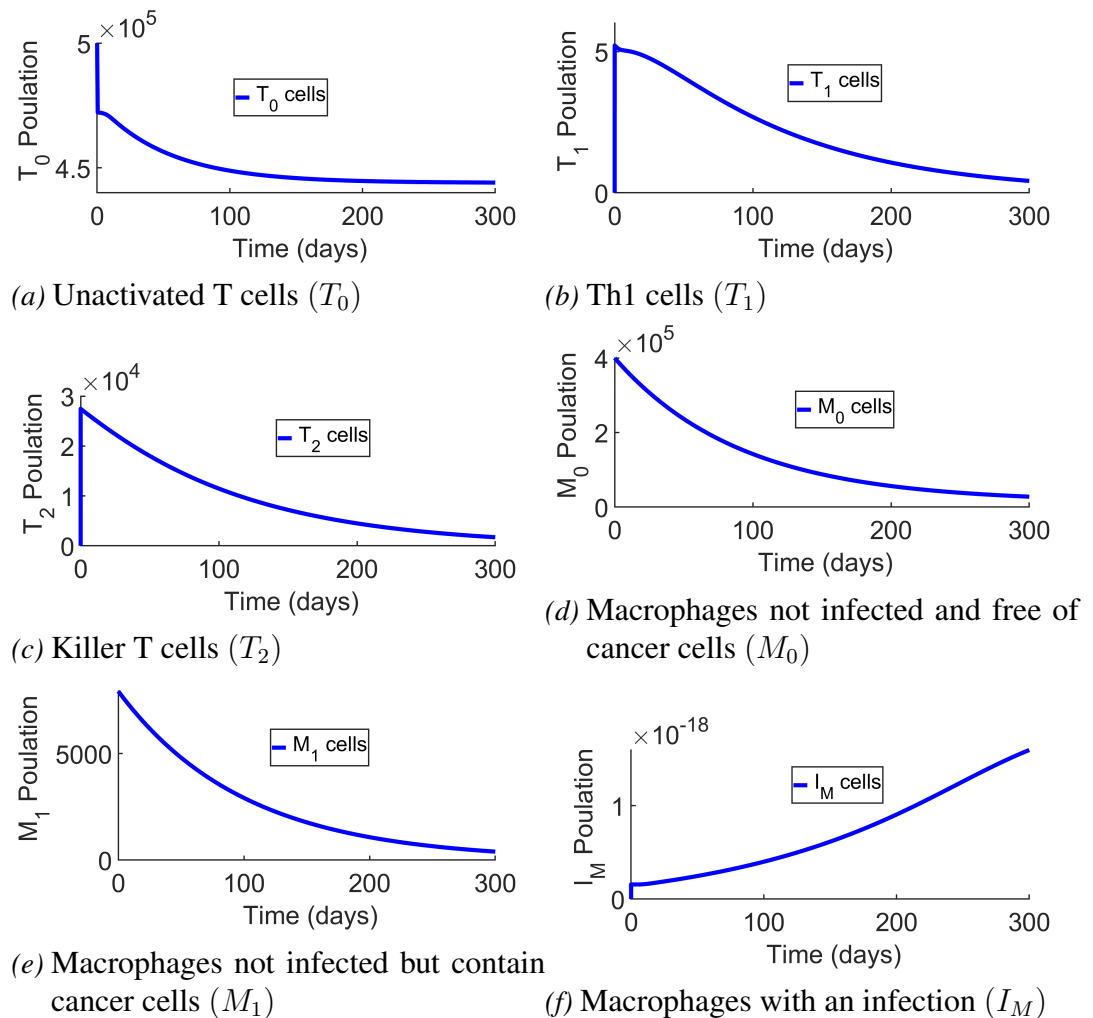 ×10^5
5
4.5
T_0 Poulation
T_0 cells
0 100 200 300
Time (days)
(a) Unactivated T cells (T_0)
5
0
T_1 Poulation
T_1 cells
0 100 200 300
Time (days)
(b) Th1 cells (T_1)
×10^4
3
2
1
0
T_2 Poulation
T_2 cells
0 100 200 300
Time (days)
(c) Killer T cells (T_2)
×10^5
4
2
0
M_0 Poulation
M_0 cells
0 100 200 300
Time (days)
(d) Macrophages not infected and free of
cancer cells (M_0)
5000
0
M_1 Poulation
M_1 cells
0 100 200 300
Time (days)
(e) Macrophages not infected but contain
cancer cells (M_1)
×10^-18
1
0
I_M Poulation
I_M cells
0 100 200 300
Time (days)
(f) Macrophages with an infection (I_M)